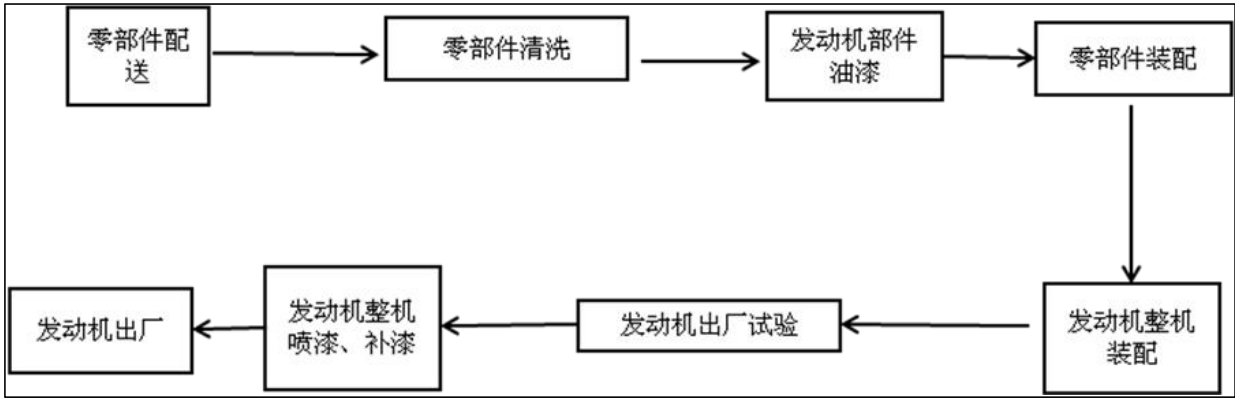 零部件配
送
零部件清洗
发动机部件
油漆
零部件装配
发动机整机
装配
发动机出厂试验
发动机整机
喷漆、补漆
发动机出厂